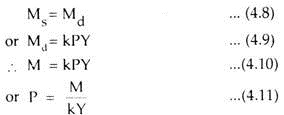 Mₛ = M_d ... (4.8)
or M_d = kPY ... (4.9)
∴ M = kPY ...(4.10)
or P = M/kY ...(4.11)